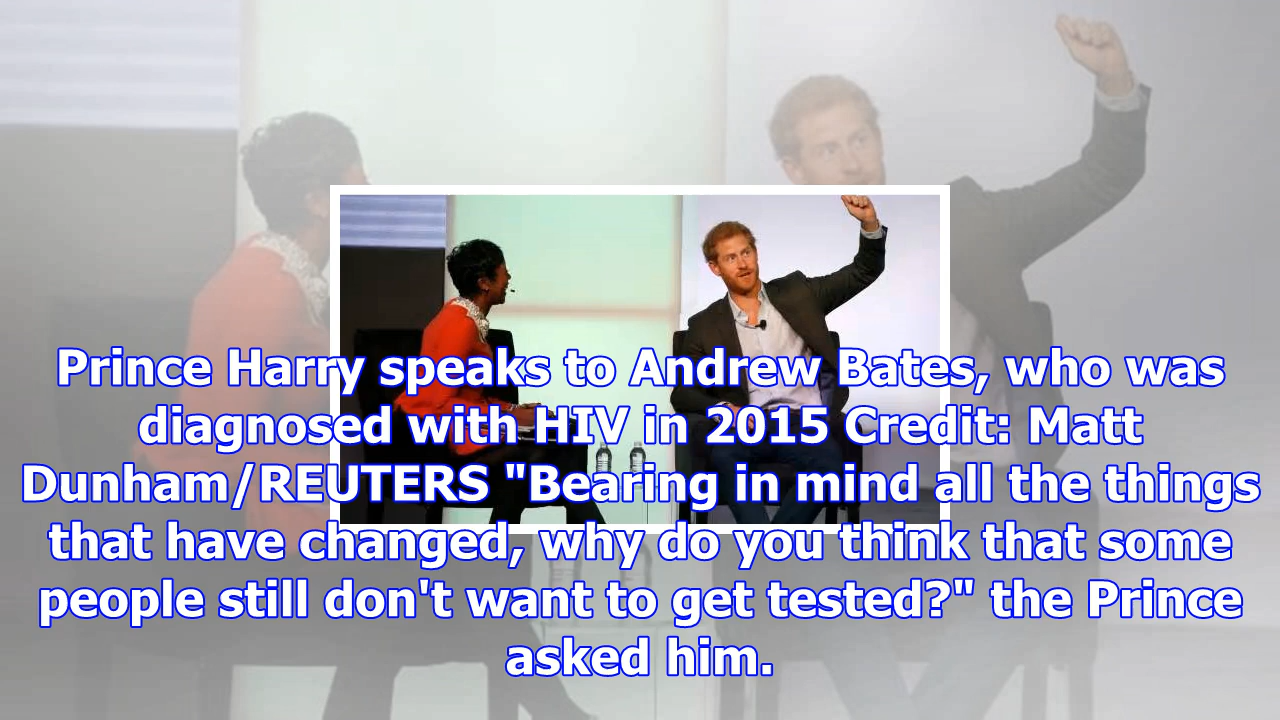 Prince Harry speaks to Andrew Bates, who was
diagnosed with HIV in 2015 Credit: Matt
Dunham/REUTERS "Bearing in mind all the things
that have changed, why do you think that some
people still don't want to get tested?" the Prince
asked him.